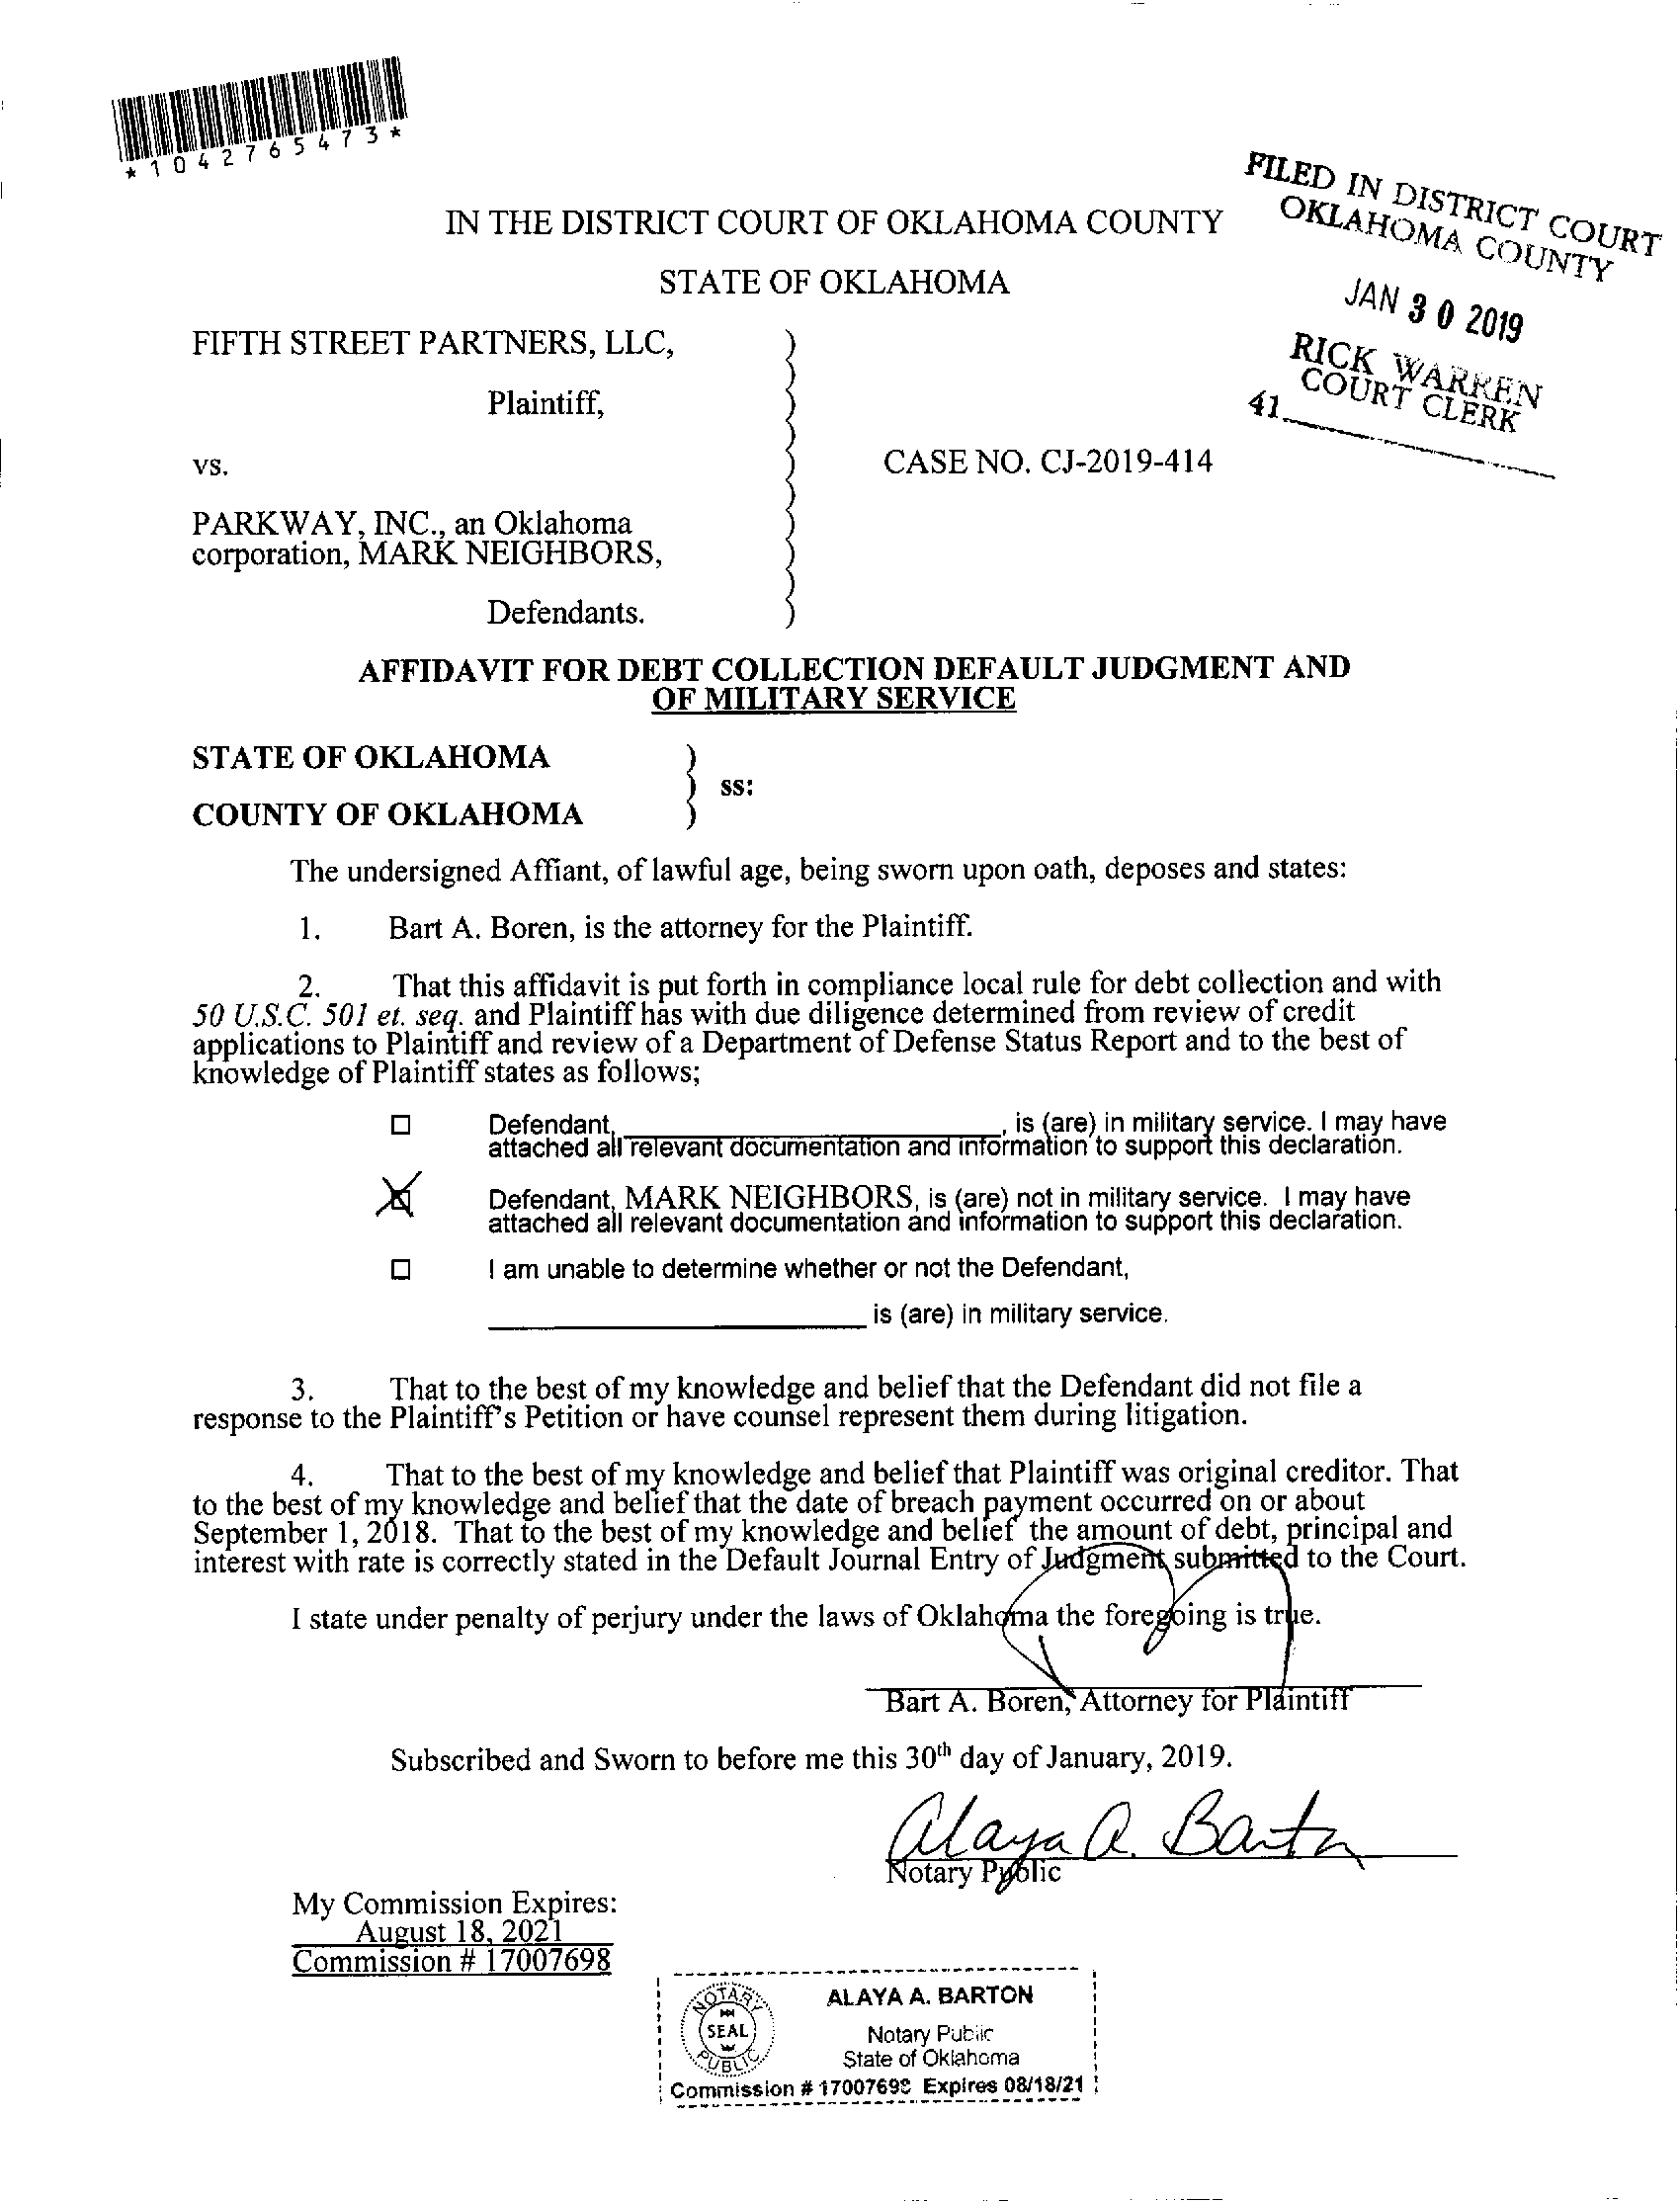 *1042765473*
FILED IN DISTRICT COURT
OKLAHOMA COUNTY
JAN 30 2019
RICK WARREN
COURT CLERK
41
IN THE DISTRICT COURT OF OKLAHOMA COUNTY
STATE OF OKLAHOMA
FIFTH STREET PARTNERS, LLC,
Plaintiff,
vs.
CASE NO. CJ-2019-414
PARKWAY, INC., an Oklahoma
corporation, MARK NEIGHBORS,
Defendants.
AFFIDAVIT FOR DEBT COLLECTION DEFAULT JUDGMENT AND
OF MILITARY SERVICE
STATE OF OKLAHOMA
ss:
COUNTY OF OKLAHOMA
The undersigned Affiant, of lawful age, being sworn upon oath, deposes and states:
1. Bart A. Boren, is the attorney for the Plaintiff.
2. That this affidavit is put forth in compliance local rule for debt collection and with
50 U.S.C. 501 et. seq. and Plaintiff has with due diligence determined from review of credit
applications to Plaintiff and review of a Department of Defense Status Report and to the best of
knowledge of Plaintiff states as follows;
Defendant, , is (are) in military service. I may have
attached all relevant documentation and information to support this declaration.
Defendant, MARK NEIGHBORS, is (are) not in military service. I may have
attached all relevant documentation and information to support this declaration.
I am unable to determine whether or not the Defendant,
is (are) in military service.
3. That to the best of my knowledge and belief that the Defendant did not file a
response to the Plaintiff's Petition or have counsel represent them during litigation.
4. That to the best of my knowledge and belief that Plaintiff was original creditor. That
to the best of my knowledge and belief that the date of breach payment occurred on or about
September 1, 2018. That to the best of my knowledge and belief the amount of debt, principal and
interest with rate is correctly stated in the Default Journal Entry of Judgment submitted to the Court.
I state under penalty of perjury under the laws of Oklahoma the foregoing is true.
Bart A. Boren, Attorney for Plaintiff
Subscribed and Sworn to before me this 30th day of January, 2019.
Alaya A. Barton
Notary Public
My Commission Expires:
August 18, 2021
Commission # 17007698
NOTARY
SEAL
PUBLIC
ALAYA A. BARTON
Notary Public
State of Oklahoma
Commission # 17007698 Expires 08/18/21